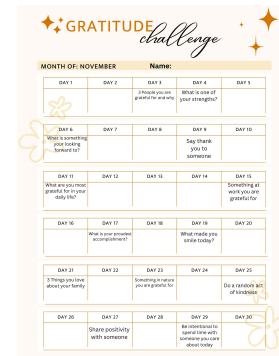 GRATITUDE
challenge
MONTH OF: NOVEMBER Name:
DAY 1 DAY 2 DAY 3 DAY 4 DAY 5
3 People you are
grateful for and why
What is one of
your strengths?
DAY 6 DAY 7 DAY 8 DAY 9 DAY 10
What is something
your looking
forward to?
Say thank
you to
someone
DAY 11 DAY 12 DAY 13 DAY 14 DAY 15
What are you most
grateful for in your
daily life?
Something at
work you are
grateful for
DAY 16 DAY 17 DAY 18 DAY 19 DAY 20
What is your proudest
accomplishment?
What made you
smile today?
DAY 21 DAY 22 DAY 23 DAY 24 DAY 25
3 Things you love
about your family
Something in nature
you are grateful for
Do a random act
of kindness
DAY 26 DAY 27 DAY 28 DAY 29 DAY 30
Share positivity
with someone
Be intentional to
spend time with
someone you care
about today